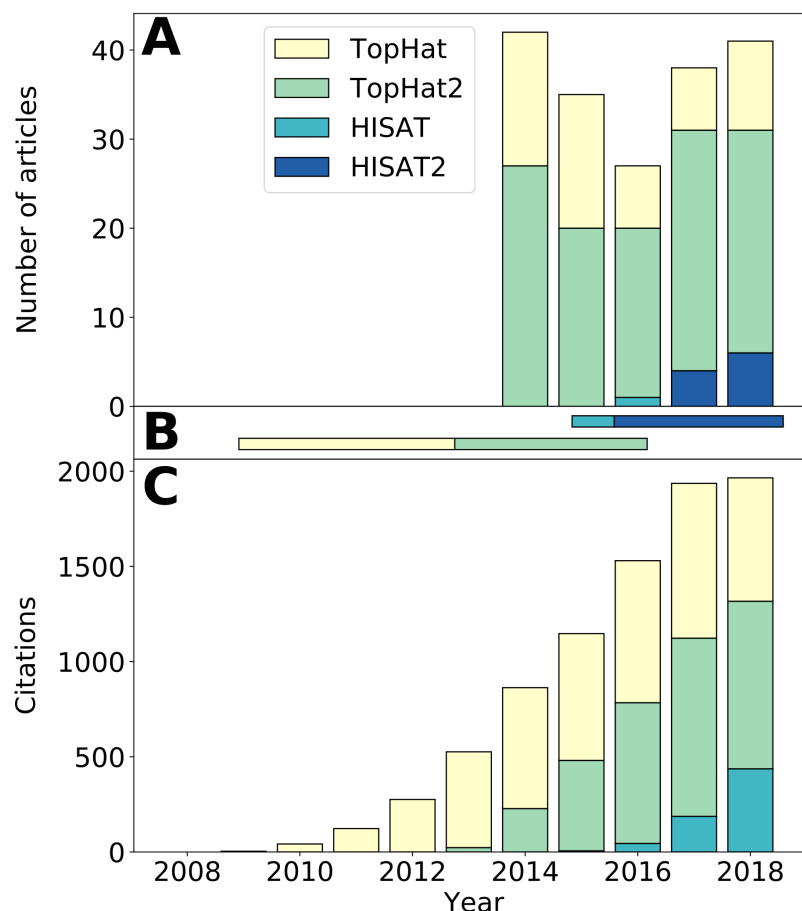 A
TopHat
TopHat2
HISAT
HISAT2
Number of articles
40
30
20
10
0
B
C
Citations
2000
1500
1000
500
0
2008 2010 2012 2014 2016 2018
Year